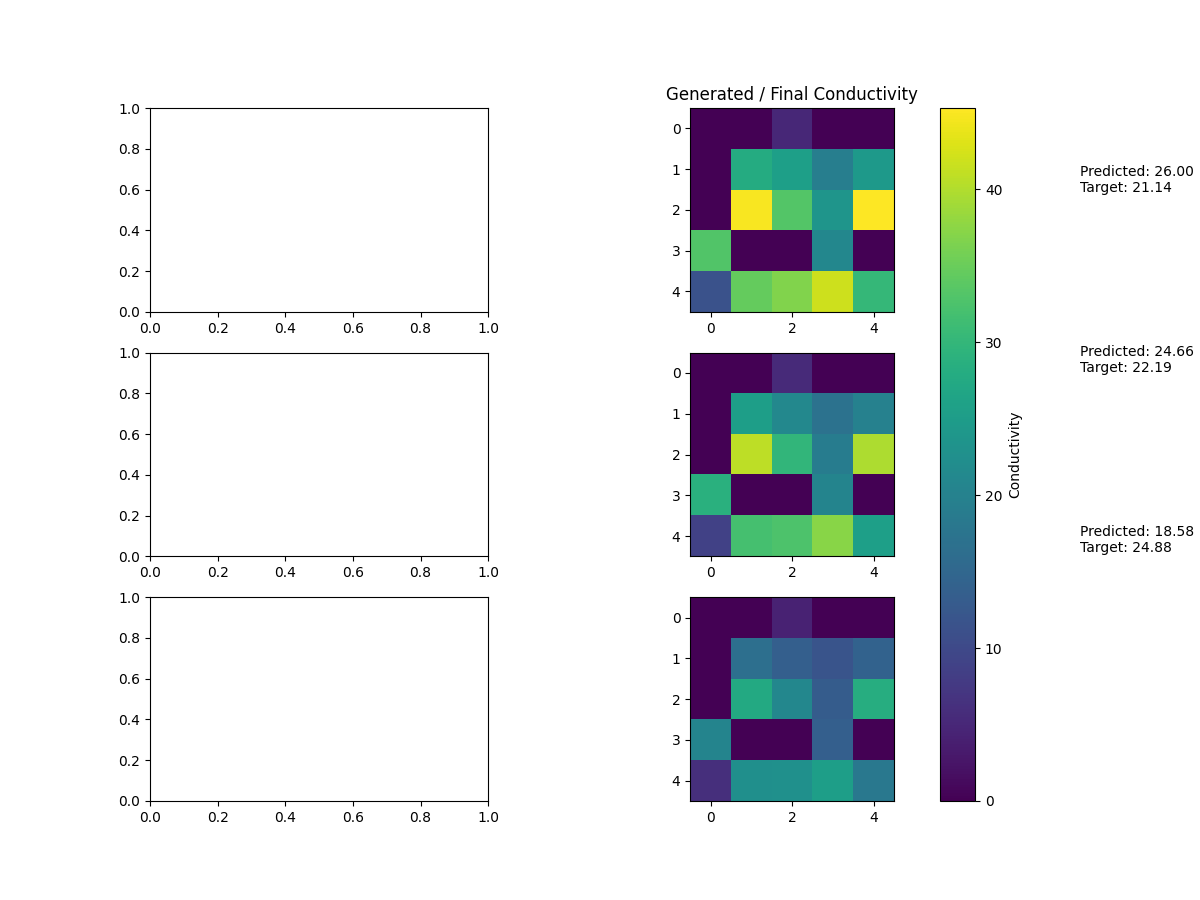 Generated / Final Conductivity
1.0
0.8
0.6
0.4
0.2
0.0
0.0 0.2 0.4 0.6 0.8 1.0
0
1
2
3
4
0 2 4
Predicted: 26.00
Target: 21.14
1.0
0.8
0.6
0.4
0.2
0.0
0.0 0.2 0.4 0.6 0.8 1.0
0
1
2
3
4
0 2 4
Predicted: 24.66
Target: 22.19
1.0
0.8
0.6
0.4
0.2
0.0
0.0 0.2 0.4 0.6 0.8 1.0
0
1
2
3
4
0 2 4
Predicted: 18.58
Target: 24.88
40
30
20
10
0
Conductivity